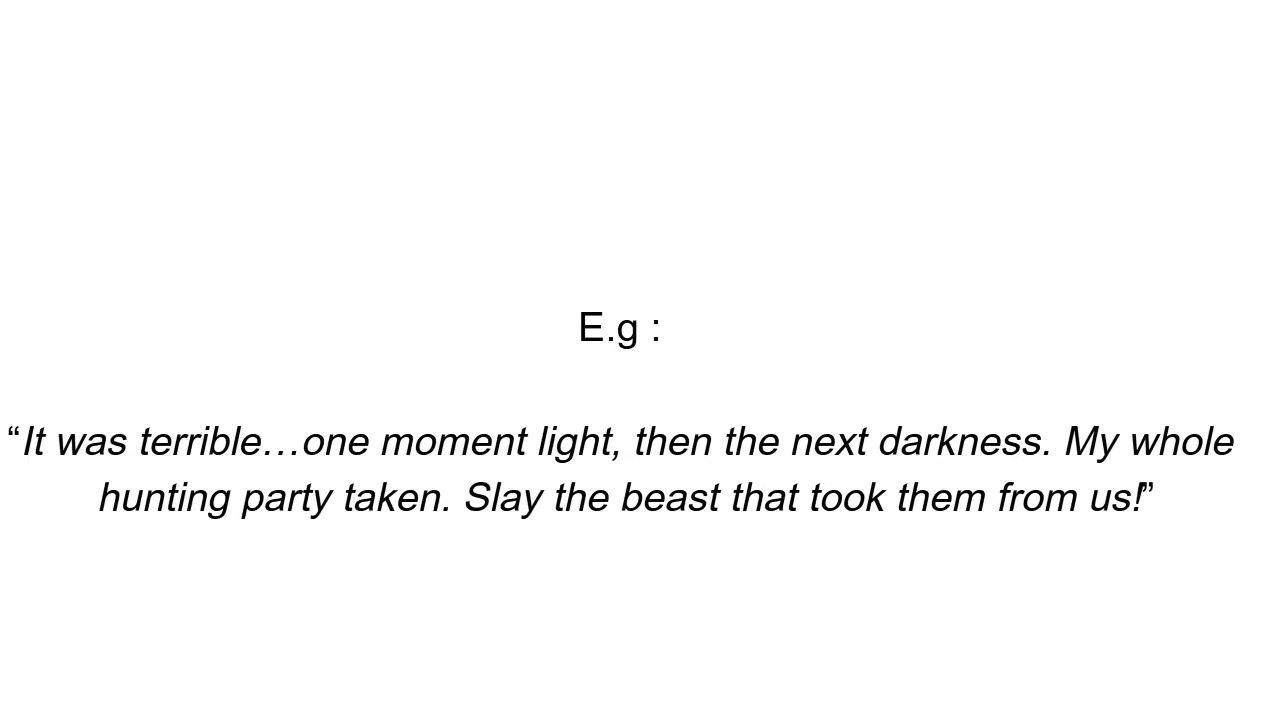 E.g :
“It was terrible…one moment light, then the next darkness. My whole
hunting party taken. Slay the beast that took them from us!”